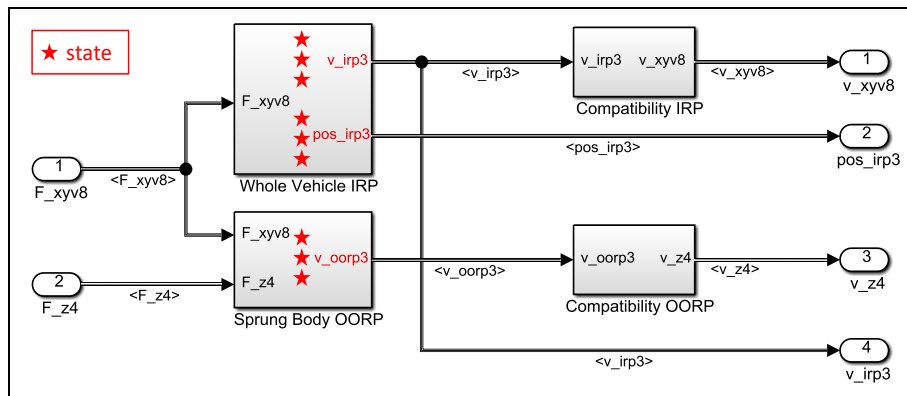 state
v_irp3
F_xyv8
pos_irp3
Whole Vehicle IRP
<v_irp3>
v_irp3
v_xyv8
Compatibility IRP
<v_xyv8>
1
v_xyv8
<pos_irp3>
2
pos_irp3
1
F_xyv8
<F_xyv8>
F_xyv8
v_oorp3
F_z4
Sprung Body OORP
2
F_z4
<F_z4>
<v_oorp3>
v_oorp3
v_z4
Compatibility OORP
<v_z4>
3
v_z4
<v_irp3>
4
v_irp3